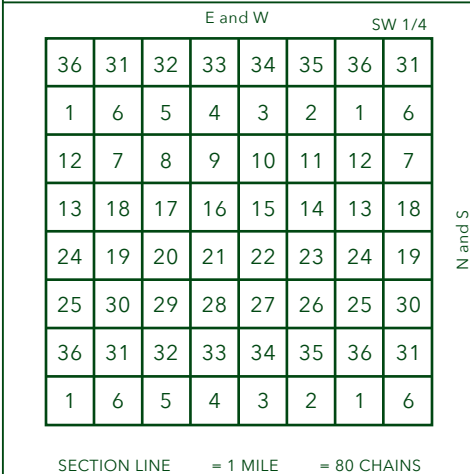 E and W
SW 1/4
36 31 32 33 34 35 36 31
1 6 5 4 3 2 1 6
12 7 8 9 10 11 12 7
13 18 17 16 15 14 13 18
24 19 20 21 22 23 24 19
25 30 29 28 27 26 25 30
36 31 32 33 34 35 36 31
1 6 5 4 3 2 1 6
N and S
SECTION LINE = 1 MILE = 80 CHAINS